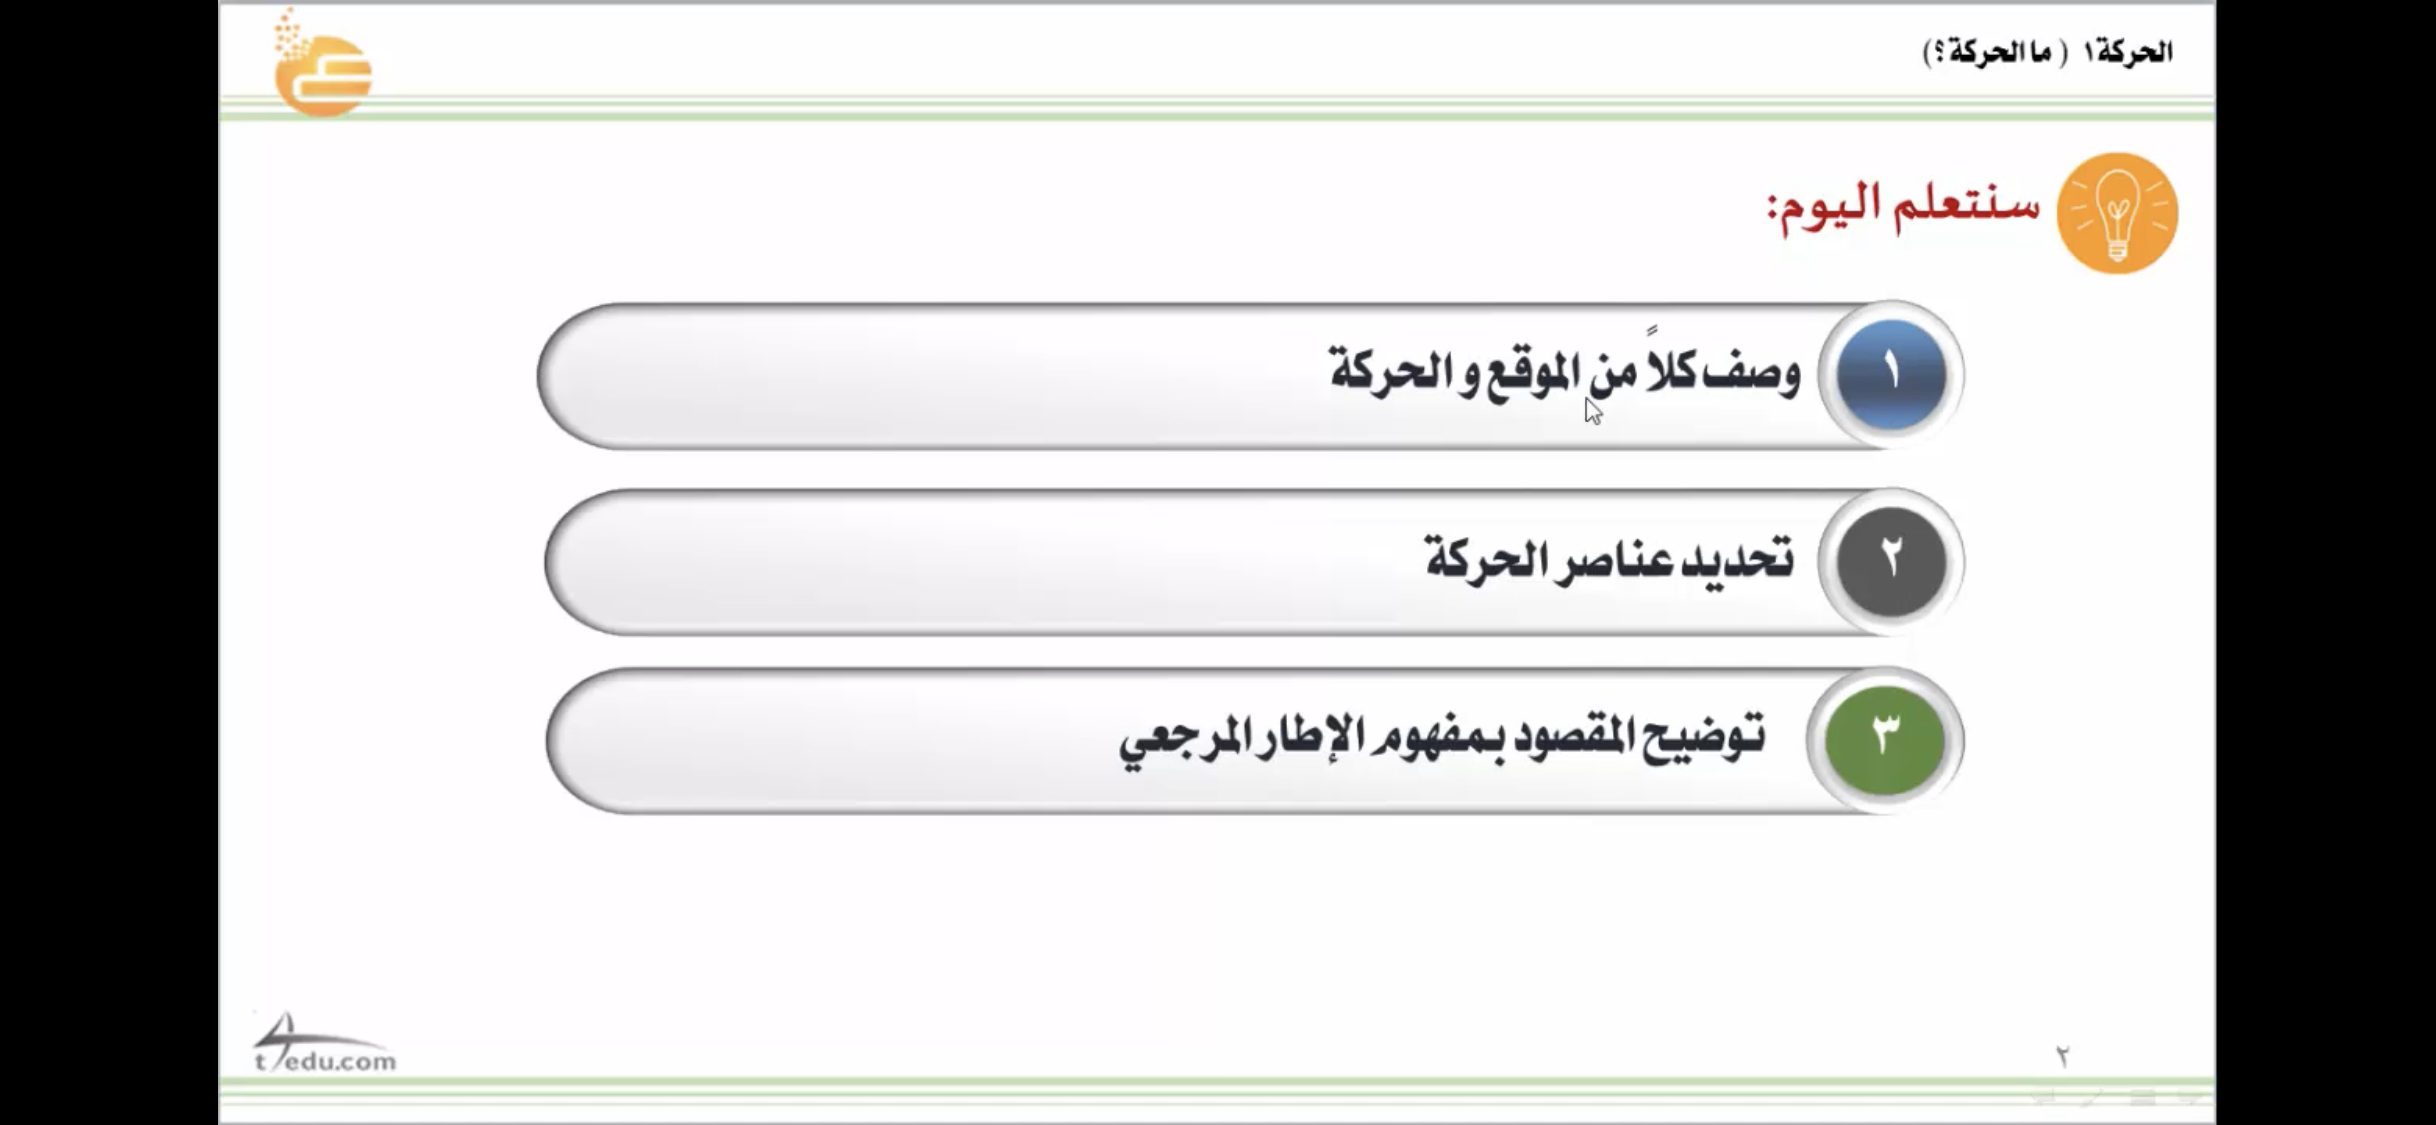 الحركة١ ( ما الحركة؟)
سنتعلم اليوم:
١ وصف كلاً من الموقع و الحركة
٢ تحديد عناصر الحركة
٣ توضيح المقصود بمفهوم الإطار المرجعي
t4edu.com
٢